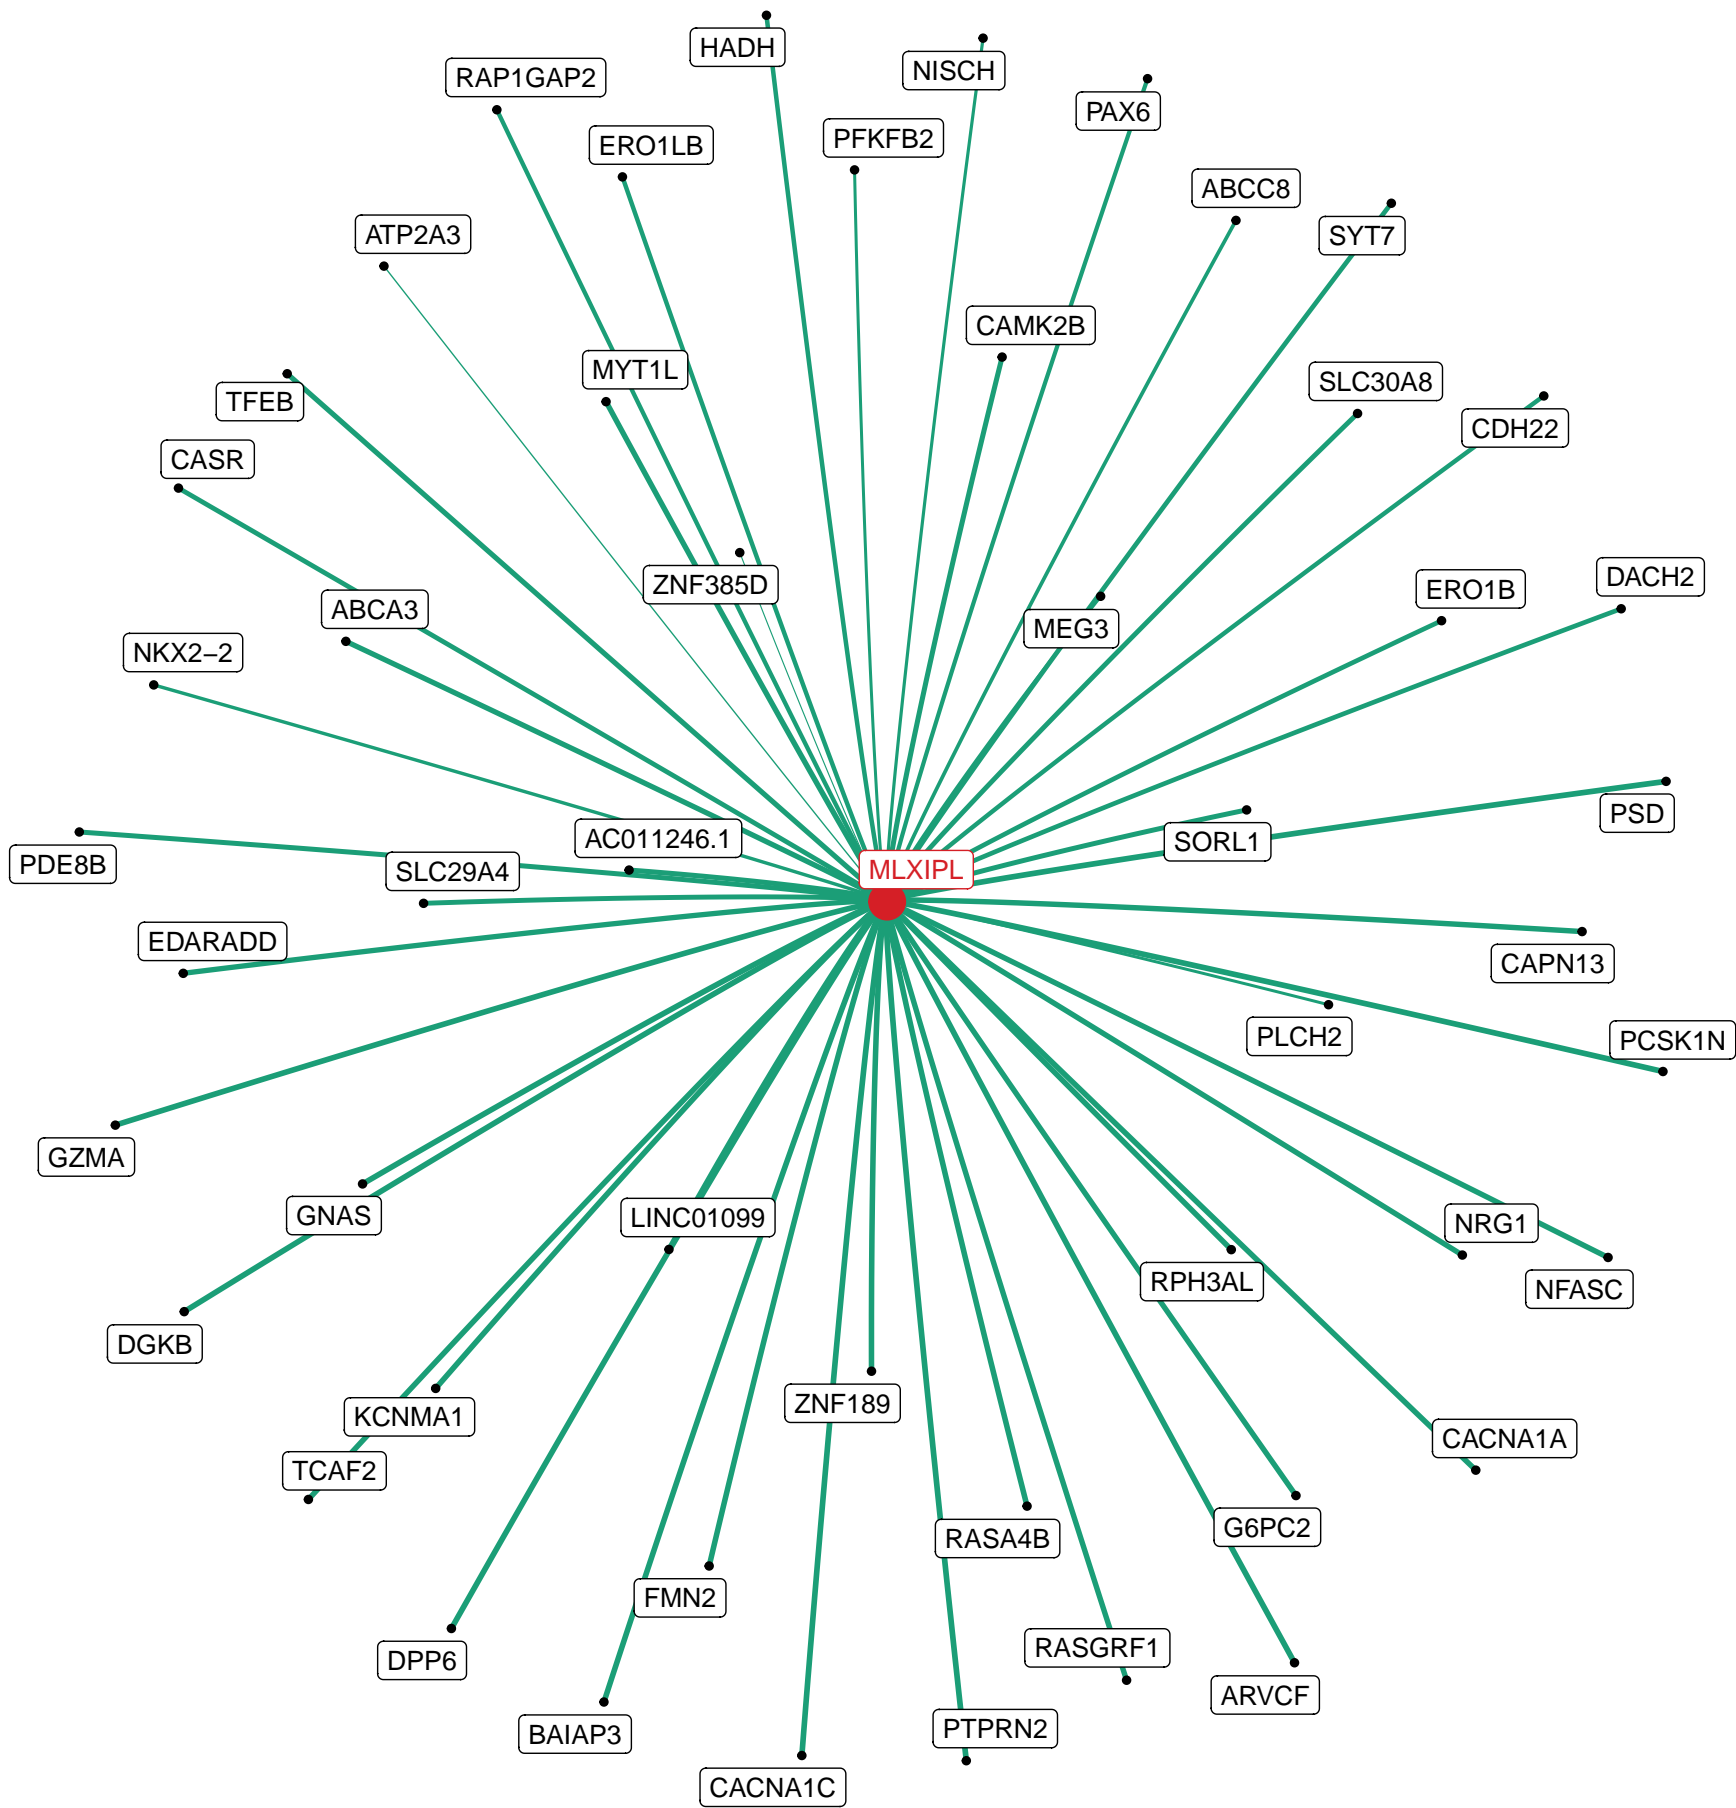 HADH
NISCH
RAP1GAP2
PAX6
PFKFB2
ERO1LB
ABCC8
ATP2A3
SYT7
CAMK2B
MYT1L
SLC30A8
TFEB
CDH22
CASR
DACH2
ZNF385D
ERO1B
ABCA3
MEG3
NKX2−2
PSD
AC011246.1
SORL1
PDE8B
MLXIPL
SLC29A4
EDARADD
CAPN13
PLCH2
PCSK1N
GZMA
GNAS
LINC01099
NRG1
RPH3AL
NFASC
DGKB
ZNF189
KCNMA1
CACNA1A
TCAF2
G6PC2
RASA4B
FMN2
RASGRF1
DPP6
ARVCF
PTPRN2
BAIAP3
CACNA1C